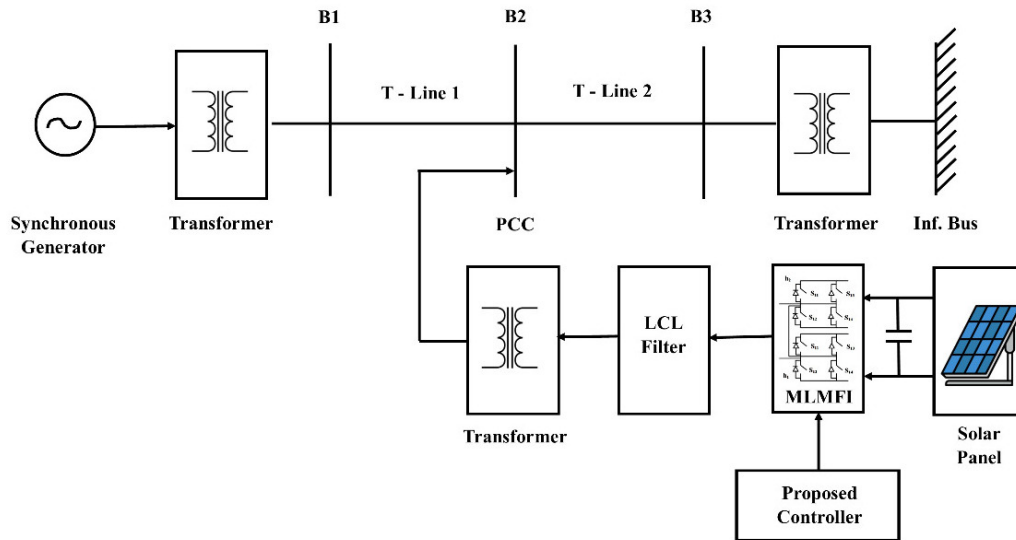 B1
B2
B3
T - Line 1
T - Line 2
Synchronous
Generator
Transformer
PCC
Transformer
Inf. Bus
Transformer
LCL
Filter
MLMFI
Solar
Panel
Proposed
Controller